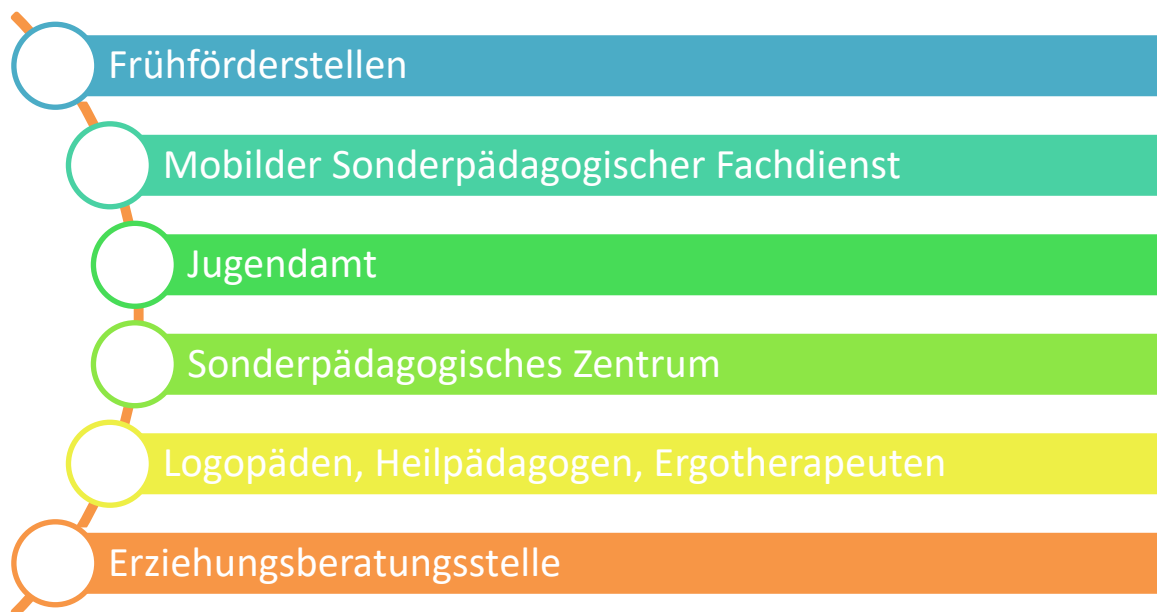 Frühförderstellen
Mobilder Sonderpädagogischer Fachdienst
Jugendamt
Sonderpädagogisches Zentrum
Logopäden, Heilpädagogen, Ergotherapeuten
Erziehungsberatungsstelle